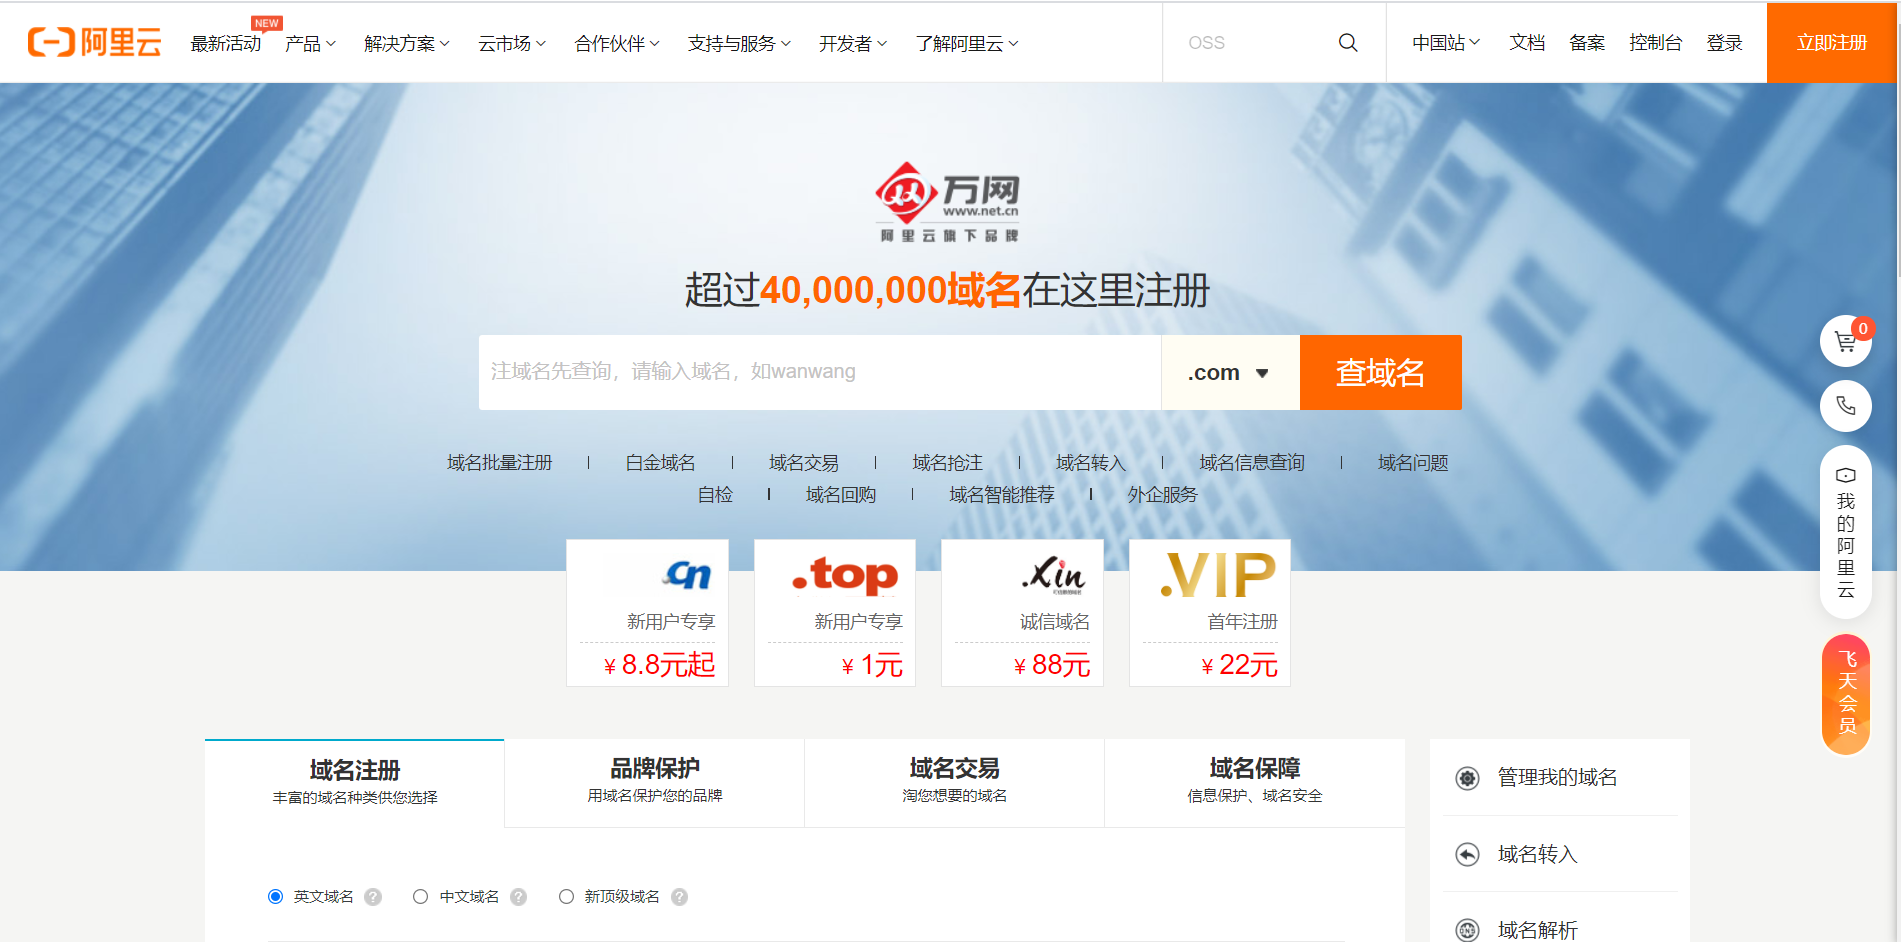 阿里云
最新活动 NEW 产品 解决方案 云市场 合作伙伴 支持与服务 开发者 了解阿里云
OSS
中国站 文档 备案 控制台 登录 立即注册
万网
www.net.cn
阿里云旗下品牌
超过40,000,000域名在这里注册
注域名先查询，请输入域名，如wanwang .com 查域名
域名批量注册 | 白金域名 | 域名交易 | 域名抢注 | 域名转入 | 域名信息查询 | 域名问题
自检 | 域名回购 | 域名智能推荐 | 外企服务
cn
新用户专享
¥ 8.8元起
.top
新用户专享
¥ 1元
.xin
诚信域名
¥ 88元
.VIP
首年注册
¥ 22元
0
我的阿里云
飞天会员
域名注册
丰富的域名种类供您选择
品牌保护
用域名保护您的品牌
域名交易
淘您想要的域名
域名保障
信息保护、域名安全
英文域名 ? 中文域名 ? 新顶级域名 ?
管理我的域名
域名转入
DNS 域名解析